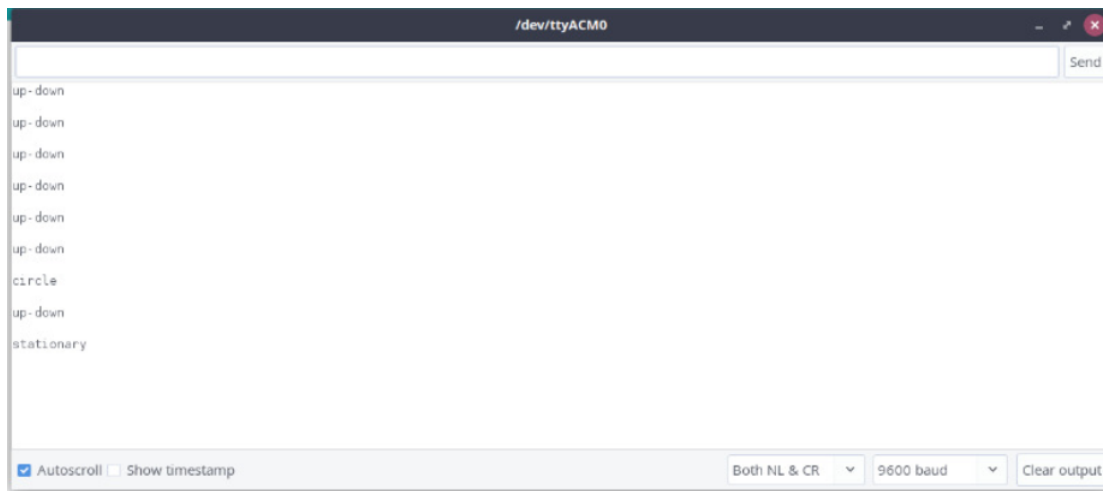 /dev/ttyACM0
Send
up-down
up-down
up-down
up-down
up-down
up-down
circle
up-down
stationary
Autoscroll Show timestamp Both NL & CR 9600 baud Clear output